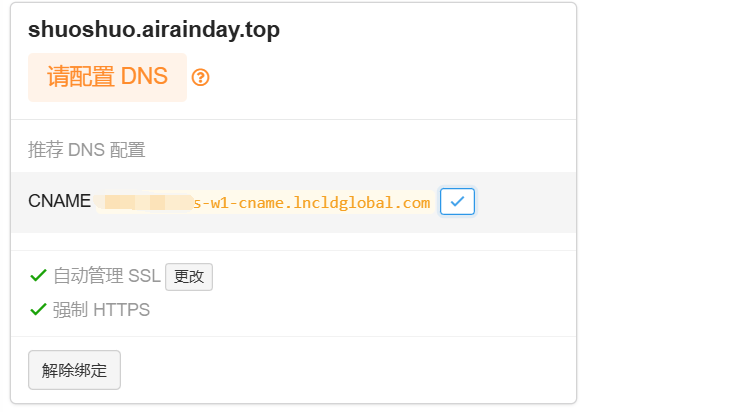 shuoshuo.airainday.top
请配置 DNS
推荐 DNS 配置
CNAME s-w1-cname.lncldglobal.com
自动管理 SSL 更改
强制 HTTPS
解除绑定